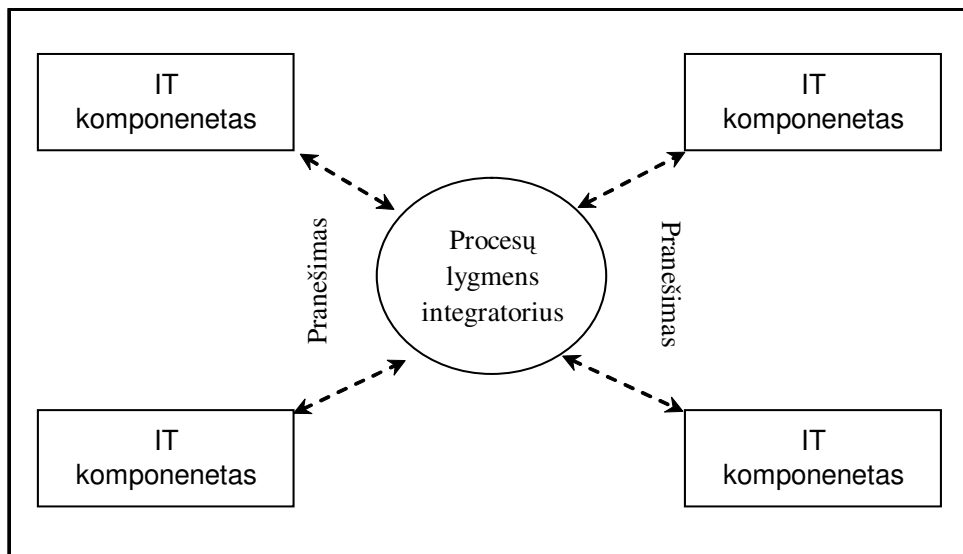 IT
komponenetas
IT
komponenetas
Pranešimas
Procesų
lygmens
integratorius
Pranešimas
IT
komponenetas
IT
komponenetas